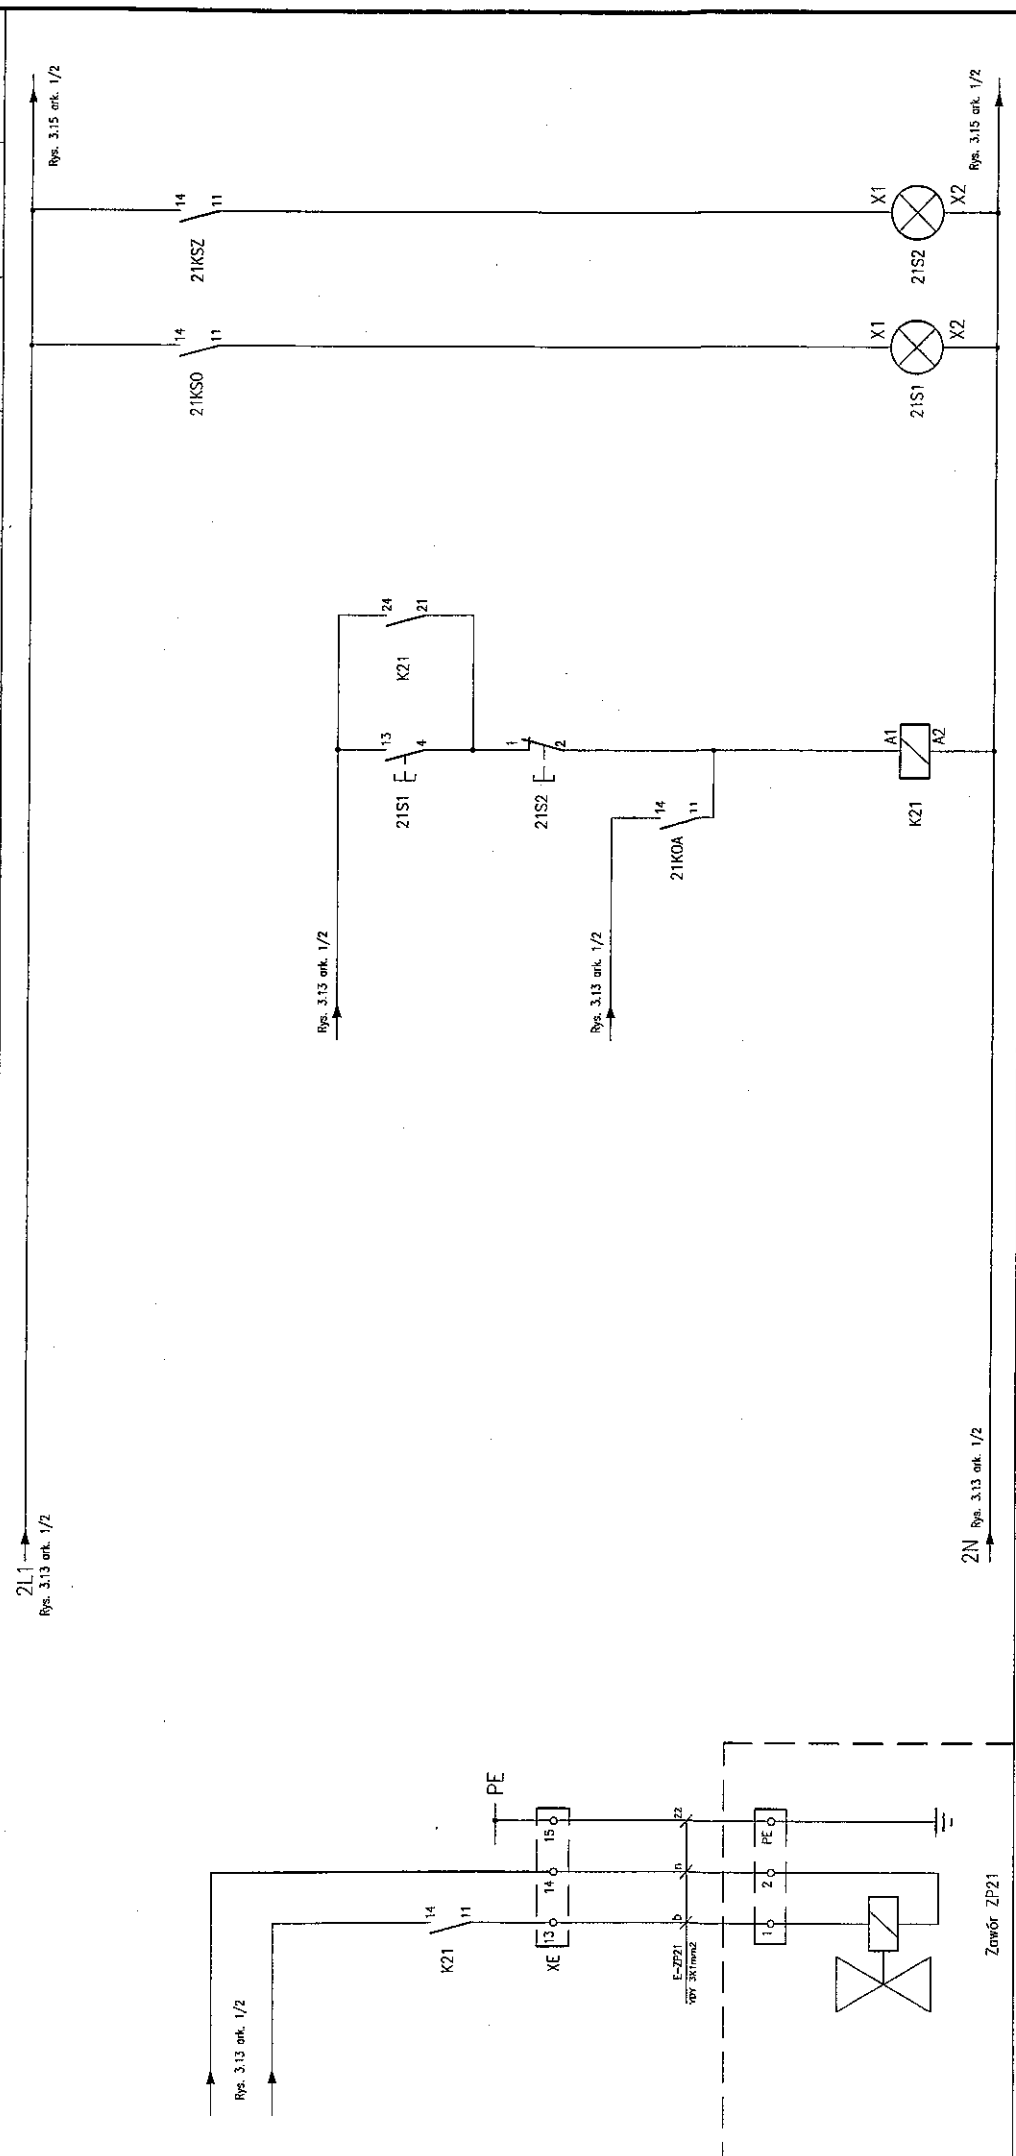 2L1
Rys. 3.13 ark. 1/2
Rys. 3.15 ark. 1/2
14
11
21KSZ
14
11
21KSO
X1
X2
21S2
X1
X2
21S1
24
21
K21
13
4
21S1
1
2
21S2
14
11
21KOA
A1
A2
K21
Rys. 3.13 ark. 1/2
Rys. 3.13 ark. 1/2
2N Rys. 3.13 ark. 1/2
Rys. 3.15 ark. 1/2
Rys. 3.13 ark. 1/2
14
11
K21
PE
XE
13
14
15
E-ZP21
YDY 3X1mm2
b
n
zż
1
2
PE
Zawór ZP21